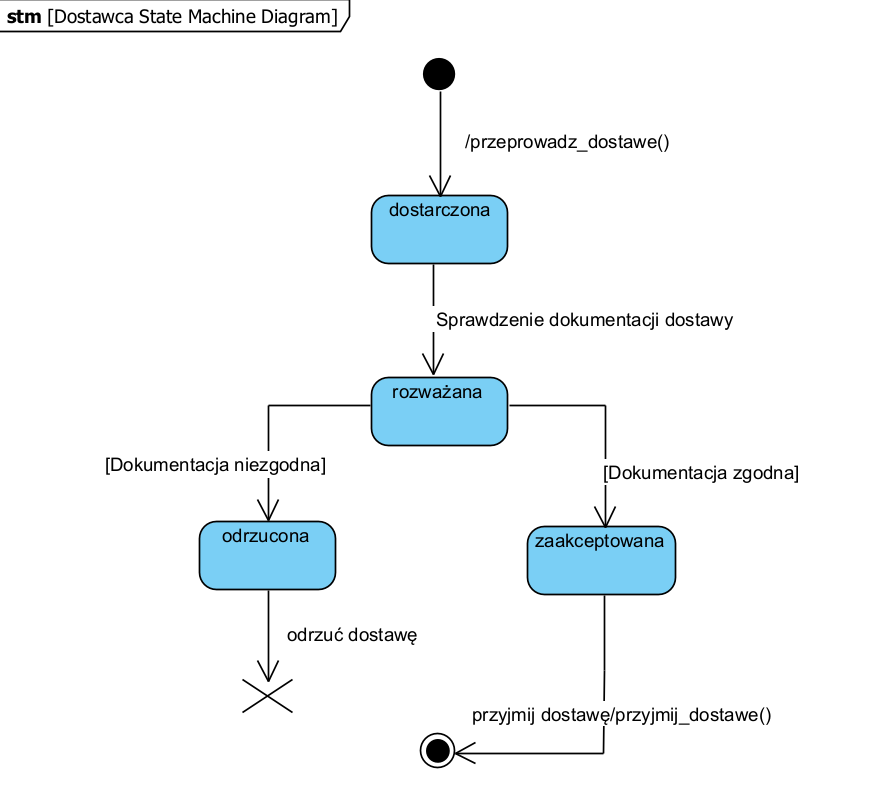 stm [Dostawca State Machine Diagram]
/przeprowadz_dostawe()
dostarczona
Sprawdzenie dokumentacji dostawy
rozważana
[Dokumentacja niezgodna]
[Dokumentacja zgodna]
odrzucona
zaakceptowana
odrzuć dostawę
przyjmij dostawę/przyjmij_dostawe()